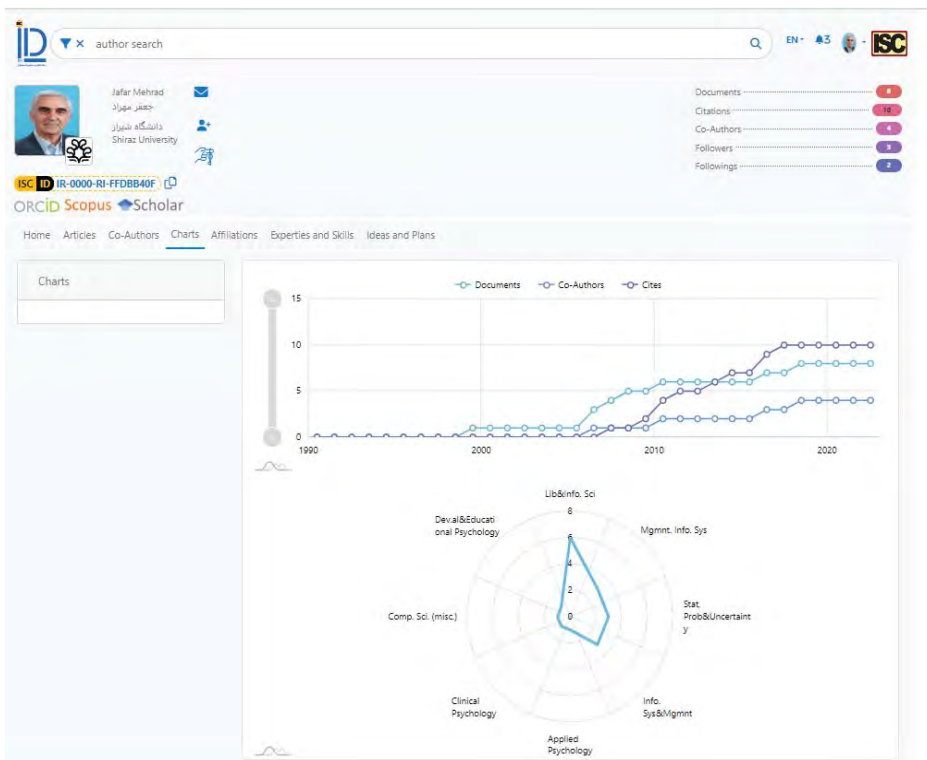 ISC
author search
EN
3
ISC
Jafar Mehrad
جعفر مهراد
دانشگاه شیراز
Shiraz University
Documents 8
Citations 10
Co-Authors 4
Followers
Followings 2
ISC ID IR-0000-RI-FFDBB40F
ORCID Scopus Scholar
Home Articles Co-Authors Charts Affiliations Experties and Skills Ideas and Plans
Charts
Documents Co-Authors Cites
15
10
5
0
1990 2000 2010 2020
Lib&Info. Sci
Mgmnt. Info. Sys
Stat,
Prob&Uncertaint
y
Info.
Sys&Mgmnt
Applied
Psychology
Clinical
Psychology
Comp. Sci. (misc.)
Dev.al&Educati
onal Psychology
8
6
4
2
0